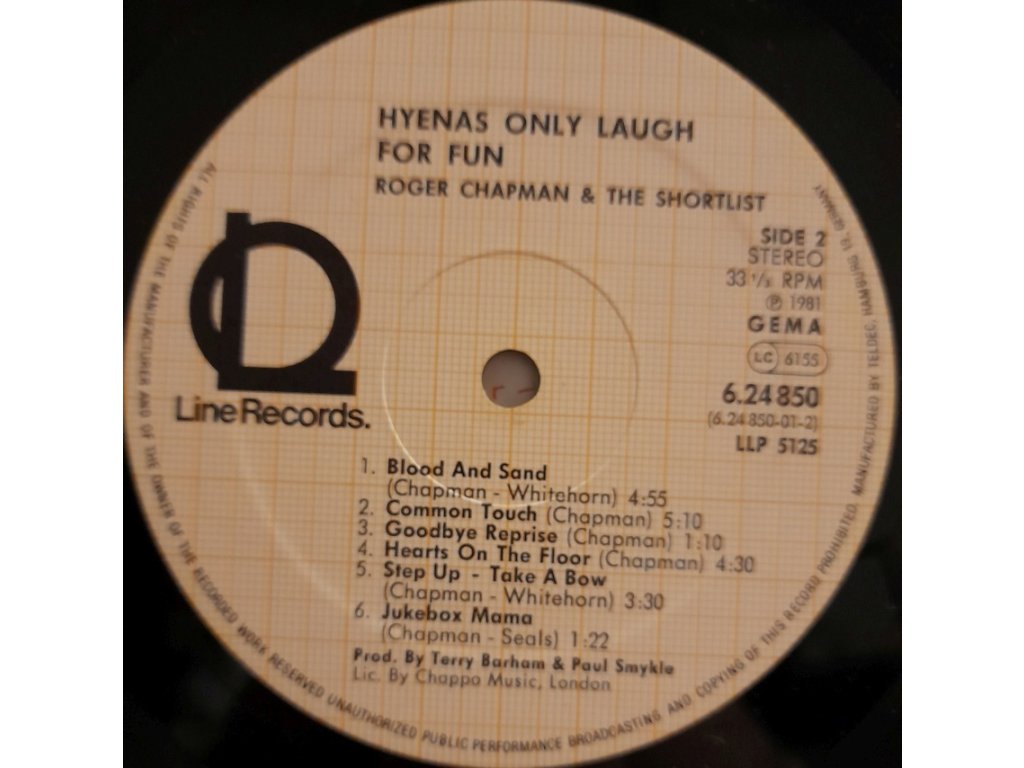 HYENAS ONLY LAUGH
FOR FUN
ROGER CHAPMAN & THE SHORTLIST
SIDE 2
STEREO
33 1/3 RPM
℗ 1981
GEMA
LC 6155
6.24 850
(6.24 850-01-2)
LLP 5125
Line Records.
1. Blood And Sand
(Chapman - Whitehorn) 4:55
2. Common Touch (Chapman) 5:10
3. Goodbye Reprise (Chapman) 1:10
4. Hearts On The Floor (Chapman) 4:30
5. Step Up - Take A Bow
(Chapman - Whitehorn) 3:30
6. Jukebox Mama
(Chapman - Seals) 1:22
Prod. By Terry Barham & Paul Smykle
Lic. By Chappo Music, London
ALL RIGHTS OF THE MANUFACTURER AND OF THE OWNER OF THE RECORDED WORK RESERVED UNAUTHORIZED PUBLIC PERFORMANCE BROADCASTING AND COPYING OF THIS RECORD PROHIBITED. MANUFACTURED BY TELDEC, HAMBURG 19, GERMANY